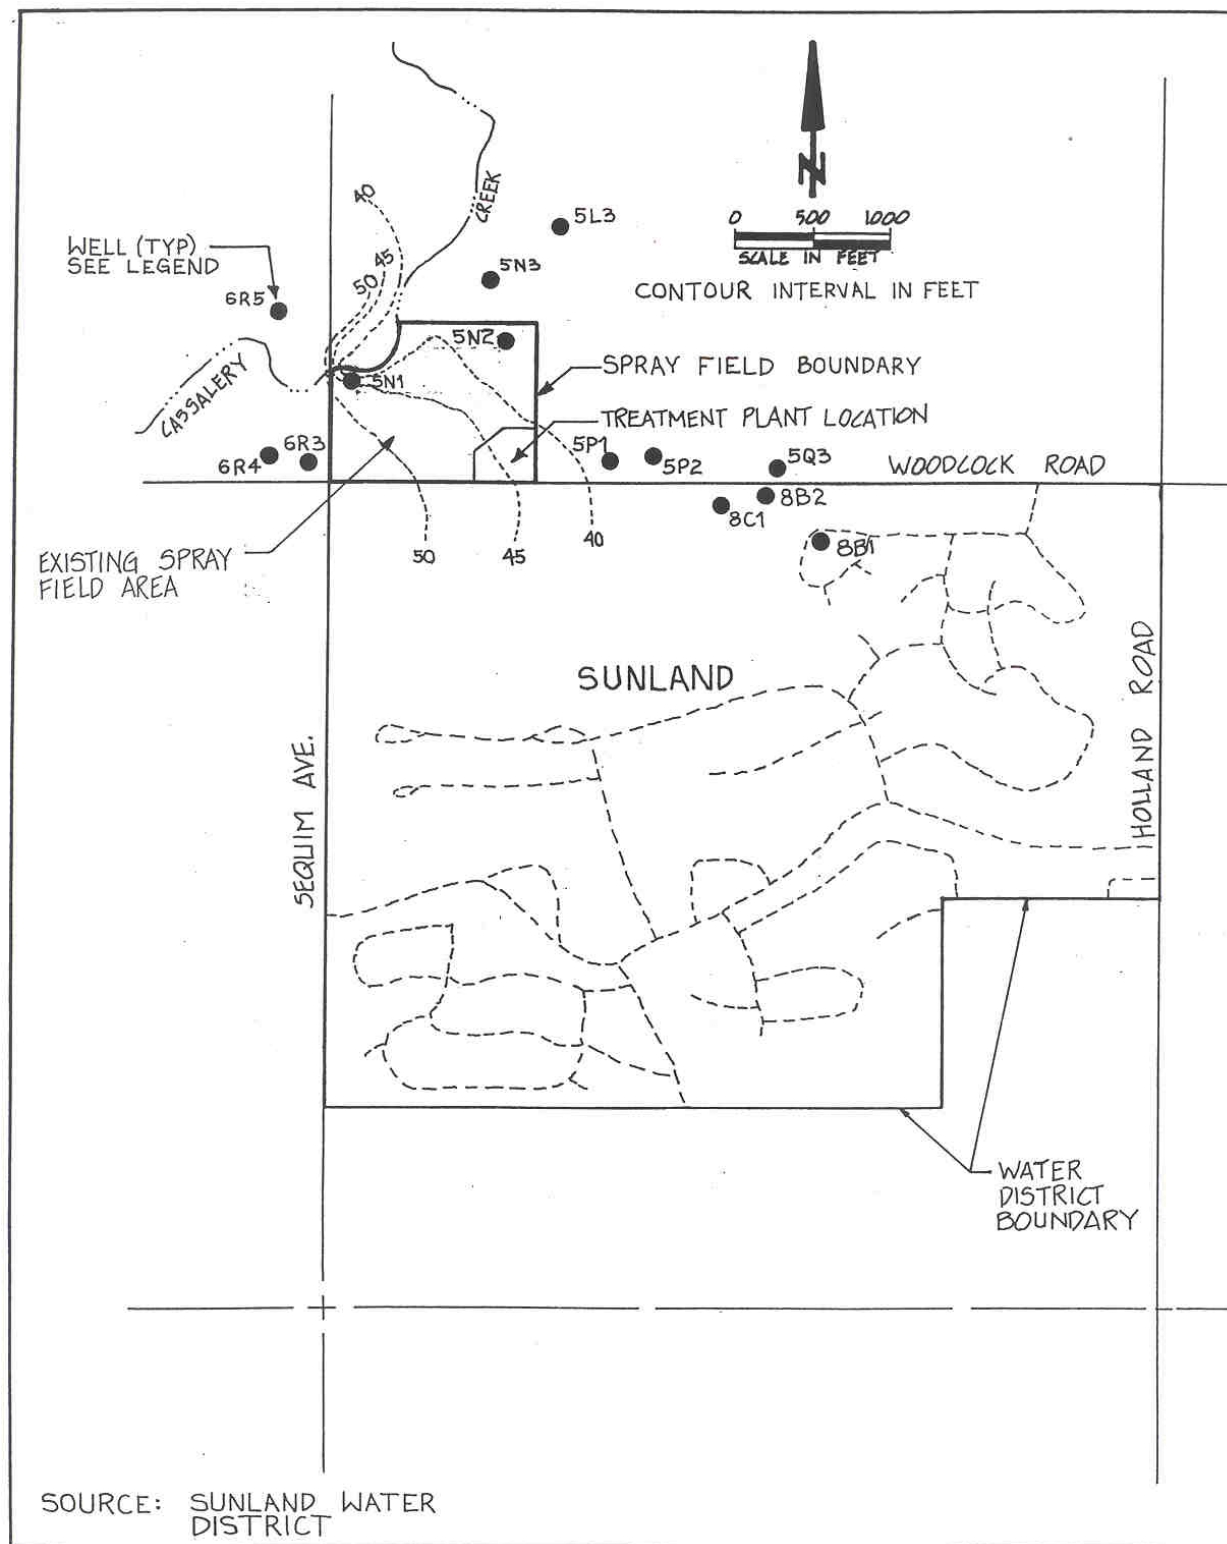 40
CREEK
5L3
N
0 500 1000
SCALE IN FEET
WELL (TYP)
SEE LEGEND
45
50
5N3
CONTOUR INTERVAL IN FEET
6R5
5N2
SPRAY FIELD BOUNDARY
5N1
CASSALERY
TREATMENT PLANT LOCATION
6R3
6R4
5P1
5P2
5Q3
WOODCOCK ROAD
8B2
8C1
8B1
EXISTING SPRAY
FIELD AREA
50
45
40
SUNLAND
SEQUIM AVE.
HOLLAND ROAD
WATER
DISTRICT
BOUNDARY
SOURCE: SUNLAND WATER
DISTRICT